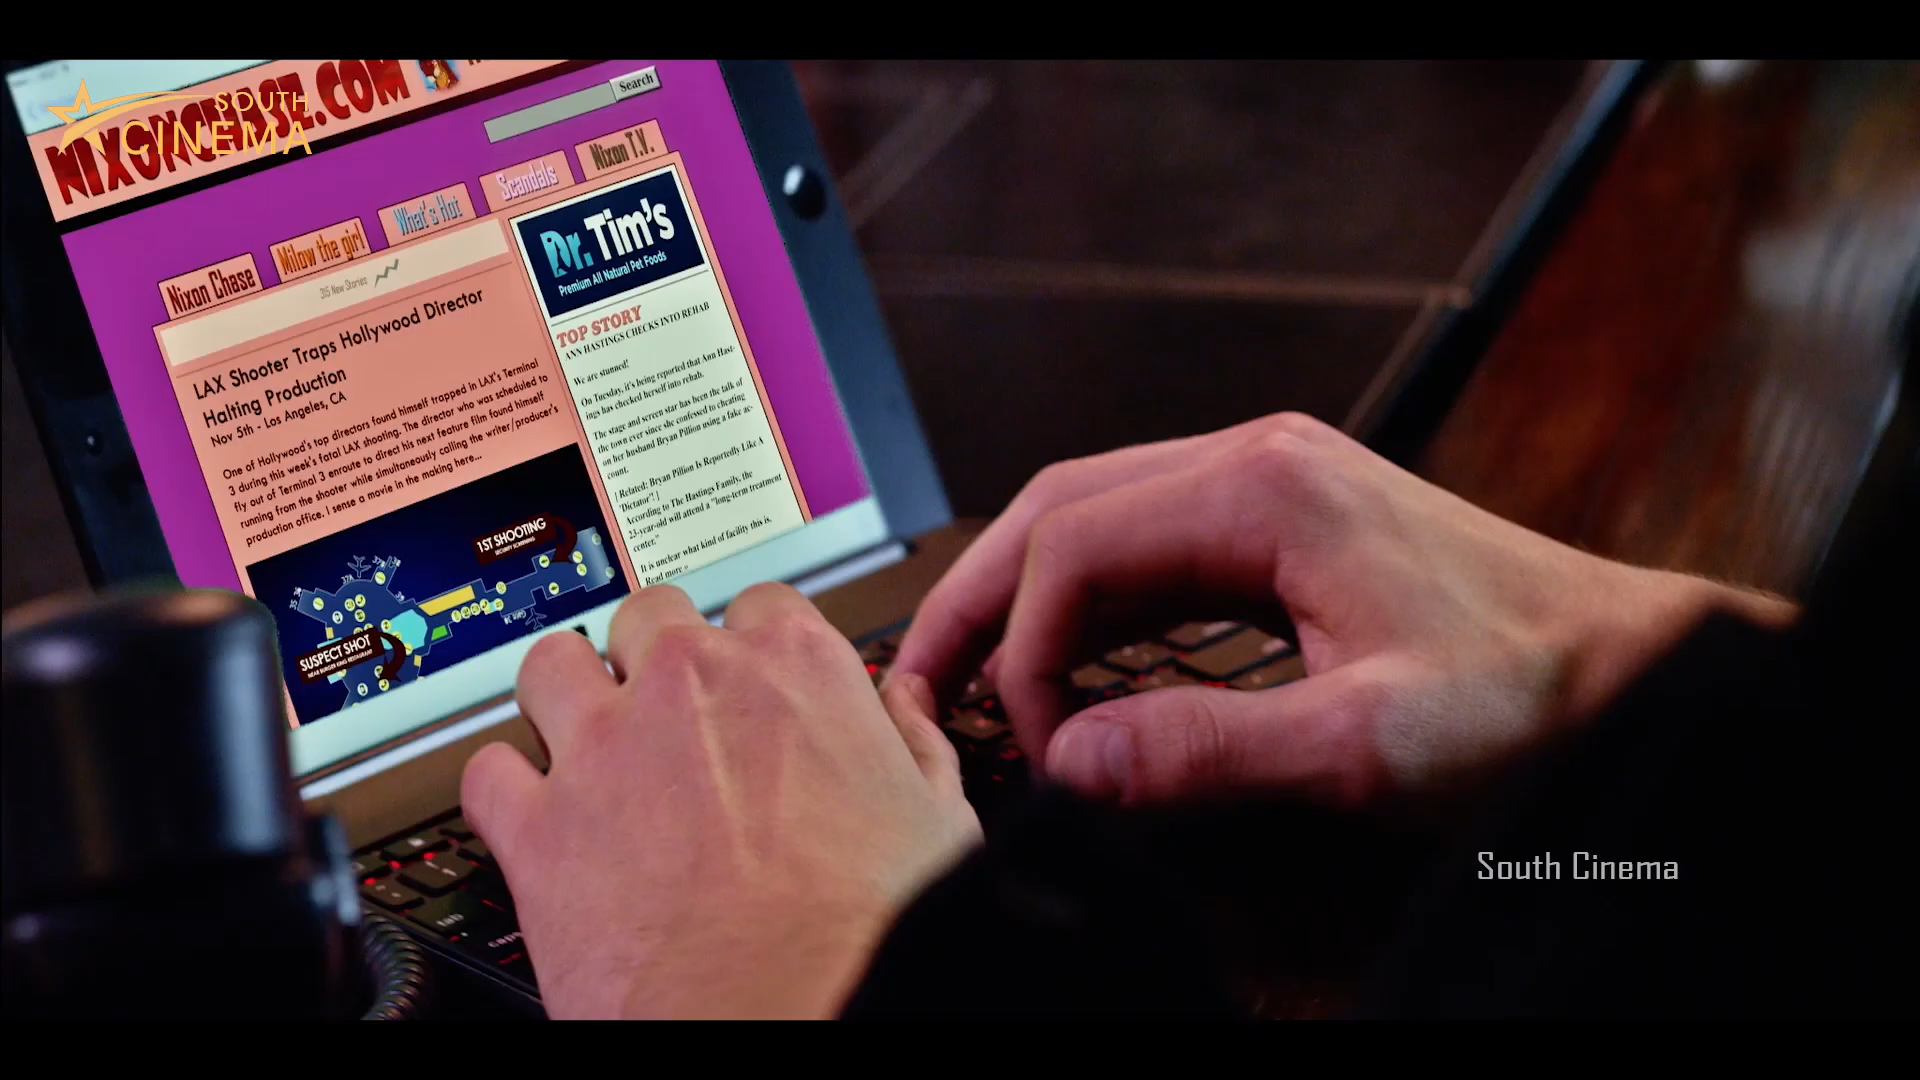 SOUTH
CINEMA
NIXONCHASE.COM
Search
Nixon Chase
Milow the girl
What's Hot
Scandals
Nixon T.V.
315 New Stories
LAX Shooter Traps Hollywood Director
Halting Production
Nov 5th - Los Angeles, CA
One of Hollywood's top directors found himself trapped in LAX's Terminal
3 during this week's fatal LAX shooting. The director who was scheduled to
fly out of Terminal 3 enroute to direct his next feature film found himself
running from the shooter while simultaneously calling the writer/producer's
production office. I sense a movie in the making here...
1ST SHOOTING
SECURITY SCREENING
SUSPECT SHOT
NEAR BURGER KING RESTAURANT
Dr. Tim's
Premium All Natural Pet Foods
TOP STORY
ANN HASTINGS CHECKS INTO REHAB
We are stunned!
On Tuesday, it's being reported that Ann Hast-
ings has checked herself into rehab.
The stage and screen star has been the talk of
the town ever since she confessed to cheating
on her husband Bryan Pillion using a fake ac-
count.
[ Related: Bryan Pillion Is Reportedly Like A
'Dictator'!.]
According to The Hastings Family, the
23-year-old will attend a "long-term treatment
center."
It is unclear what kind of facility this is.
Read more »
tab
caps
South Cinema